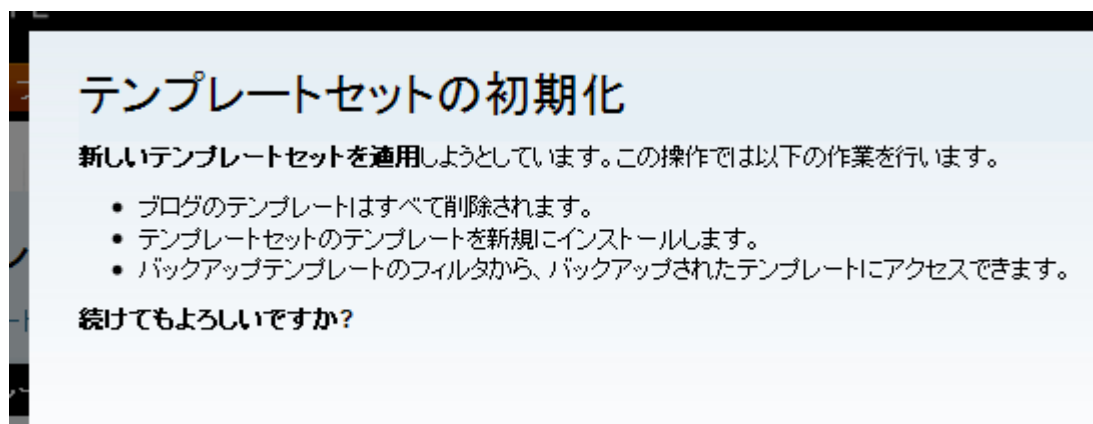 テンプレートセットの初期化
新しいテンプレートセットを適用しようとしています。この操作では以下の作業を行います。
• ブログのテンプレートはすべて削除されます。
• テンプレートセットのテンプレートを新規にインストールします。
• バックアップテンプレートのフィルタから、バックアップされたテンプレートにアクセスできます。
続けてもよろしいですか?